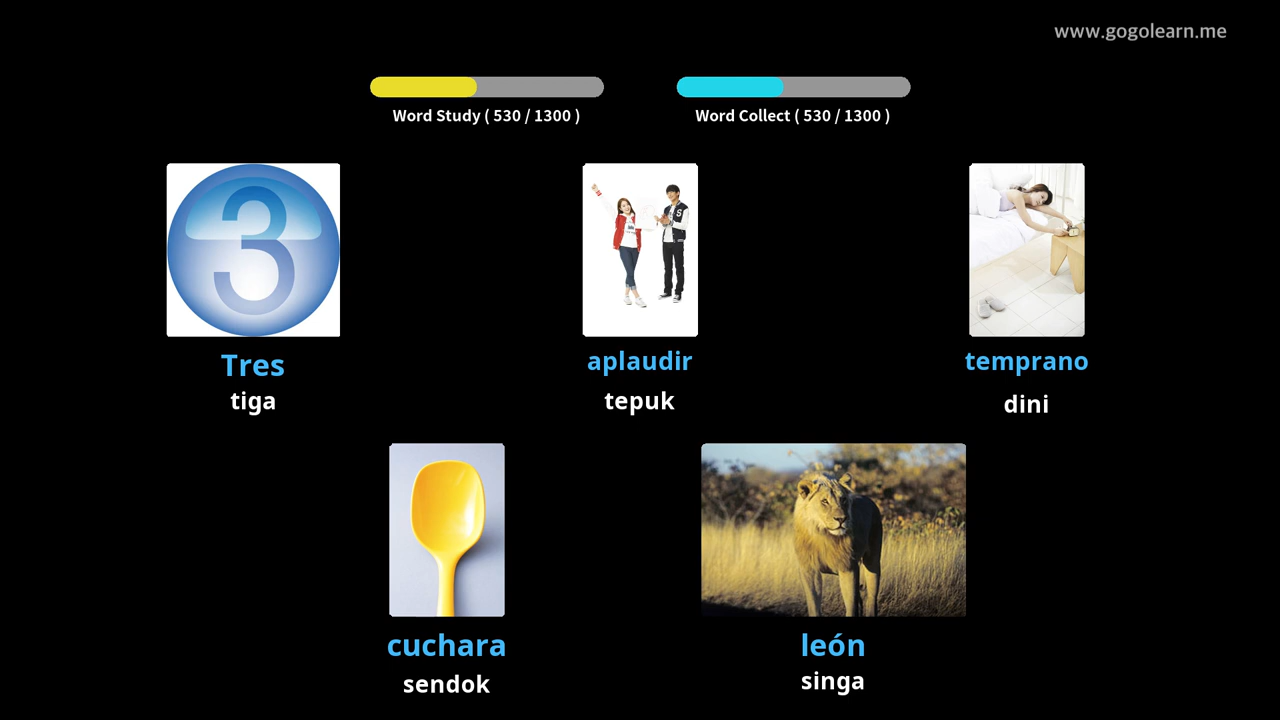 www.gogolearn.me
Word Study ( 530 / 1300 )
Word Collect ( 530 / 1300 )
3
S
Tres
tiga
aplaudir
tepuk
temprano
dini
cuchara
sendok
león
singa